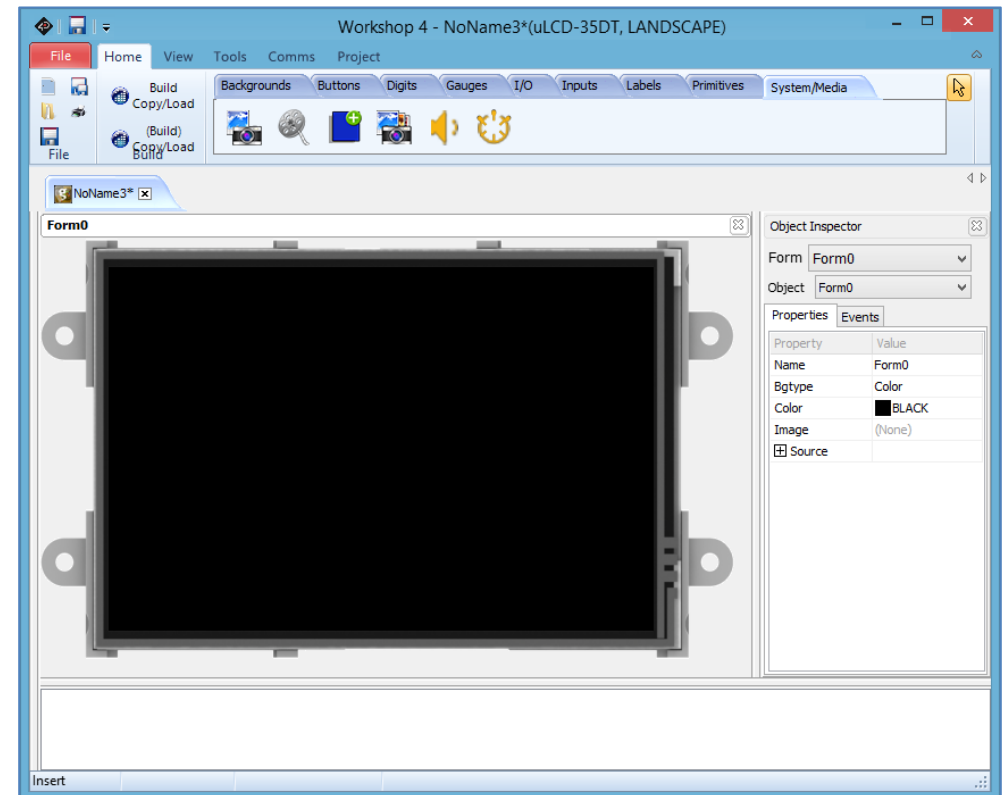 Workshop 4 - NoName3*(uLCD-35DT, LANDSCAPE)
File Home View Tools Comms Project
Build
Copy/Load
(Build)
Copy/Load
File
Build
Backgrounds Buttons Digits Gauges I/O Inputs Labels Primitives System/Media
NoName3*
Form0
Object Inspector
Form Form0
Object Form0
Properties Events
Property Value
Name Form0
Bgtype Color
Color BLACK
Image (None)
Source
Insert